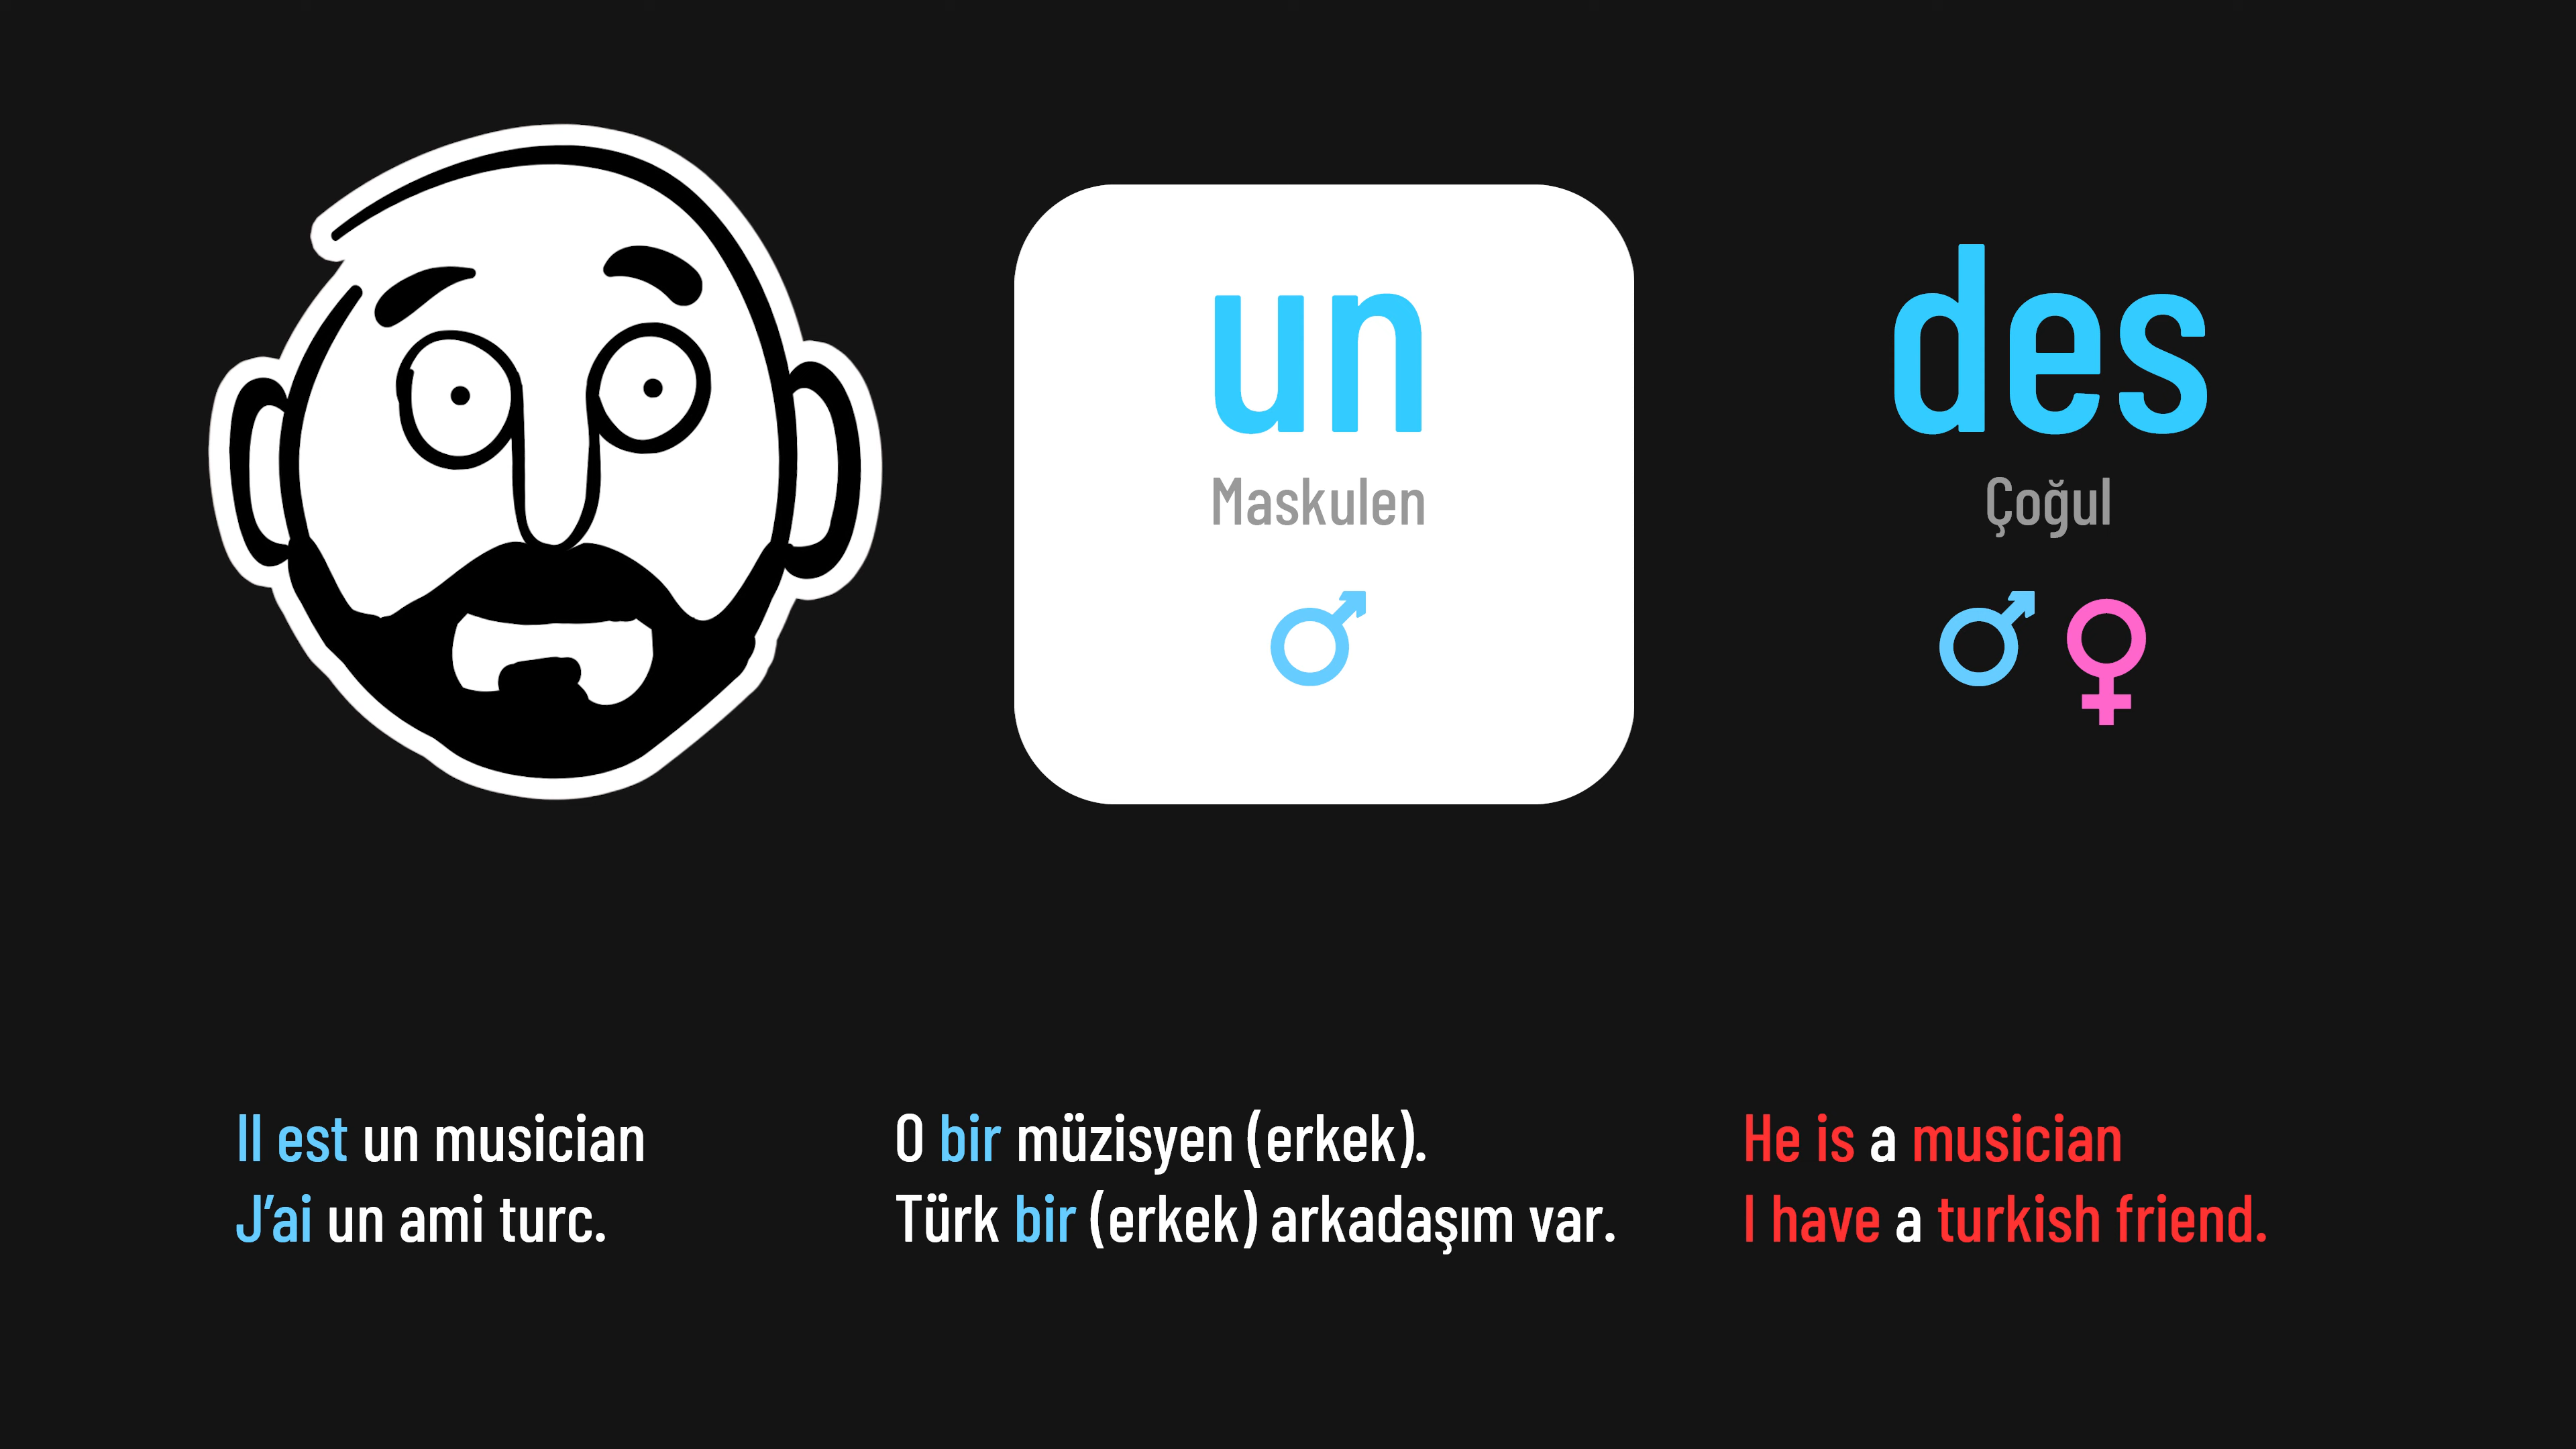 un
Maskulen
des
Çoğul
Il est un musician
J'ai un ami turc.
O bir müzisyen (erkek).
Türk bir (erkek) arkadaşım var.
He is a musician
I have a turkish friend.